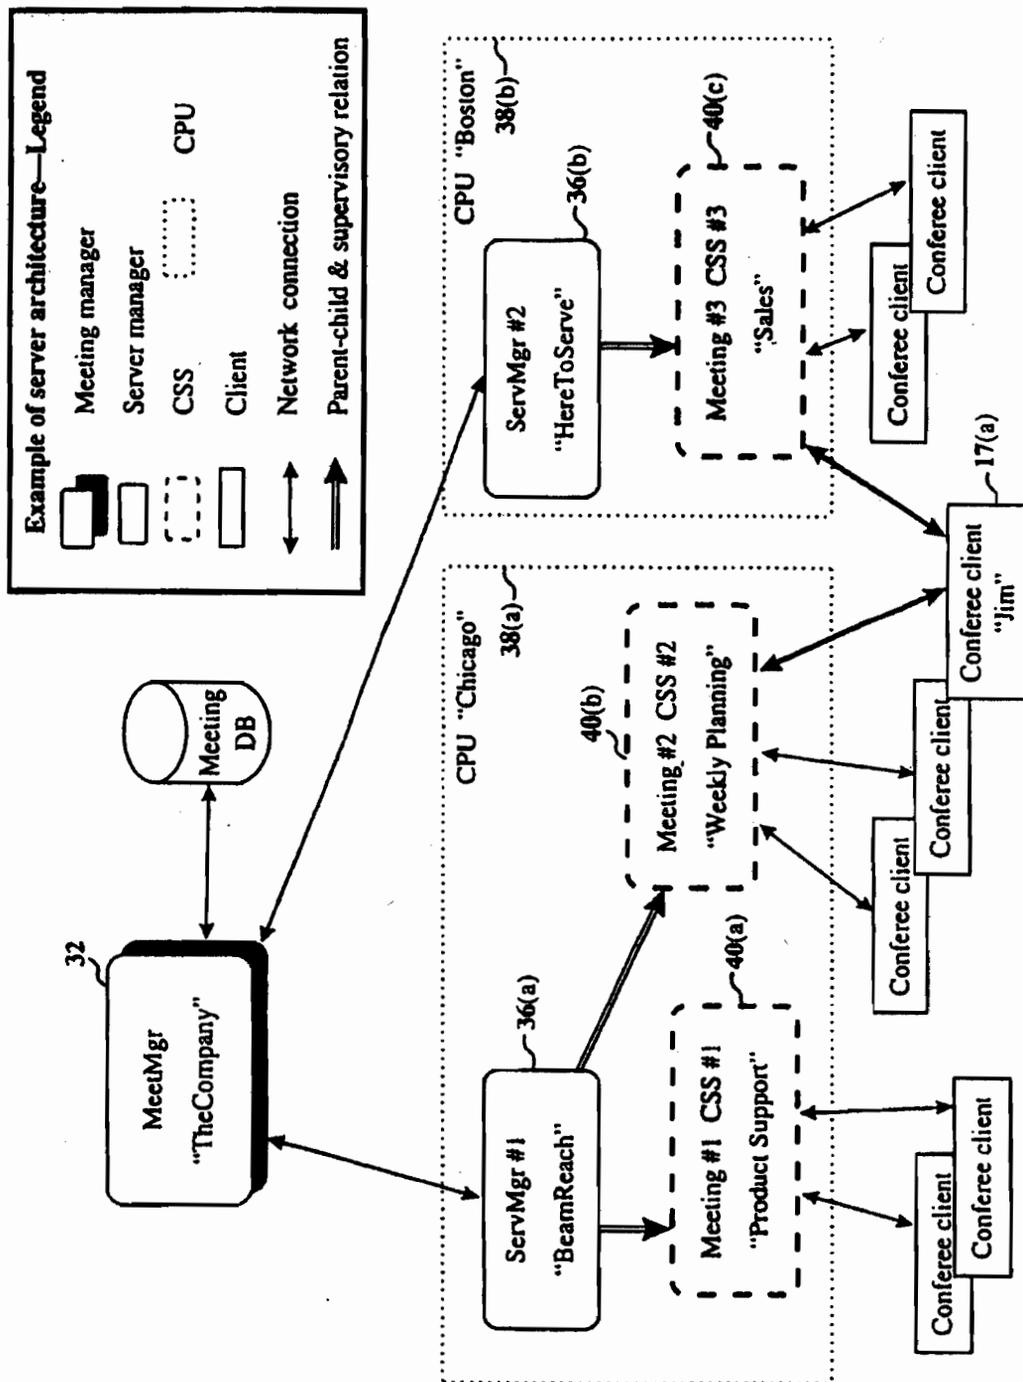 Example of server architecture—Legend
Meeting manager
Server manager
CSS
CPU
Client
Network connection
Parent-child & supervisory relation
32
MeetMgr
"TheCompany"
Meeting
DB
CPU "Chicago"
38(a)
CPU "Boston"
38(b)
ServMgr #1
"BeamReach"
36(a)
ServMgr #2
"HereToServe"
36(b)
Meeting #1 CSS #1
"Product Support"
40(a)
Meeting #2 CSS #2
"Weekly Planning"
40(b)
Meeting #3 CSS #3
"Sales"
40(c)
Conferee client
Conferee client
Conferee client
Conferee client
Conferee client
"Jim"
17(a)
Conferee client
Conferee client